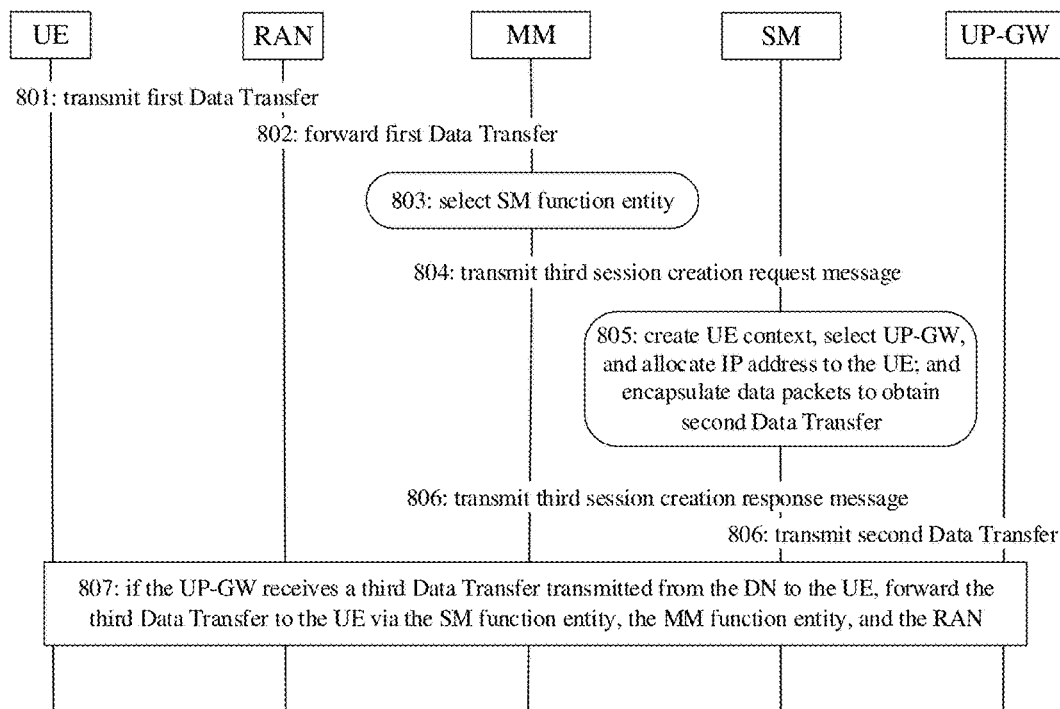 UE
RAN
MM
SM
UP-GW
801: transmit first Data Transfer
802: forward first Data Transfer
803: select SM function entity
804: transmit third session creation request message
805: create UE context, select UP-GW,
and allocate IP address to the UE; and
encapsulate data packets to obtain
second Data Transfer
806: transmit third session creation response message
806: transmit second Data Transfer
807: if the UP-GW receives a third Data Transfer transmitted from the DN to the UE, forward the
third Data Transfer to the UE via the SM function entity, the MM function entity, and the RAN